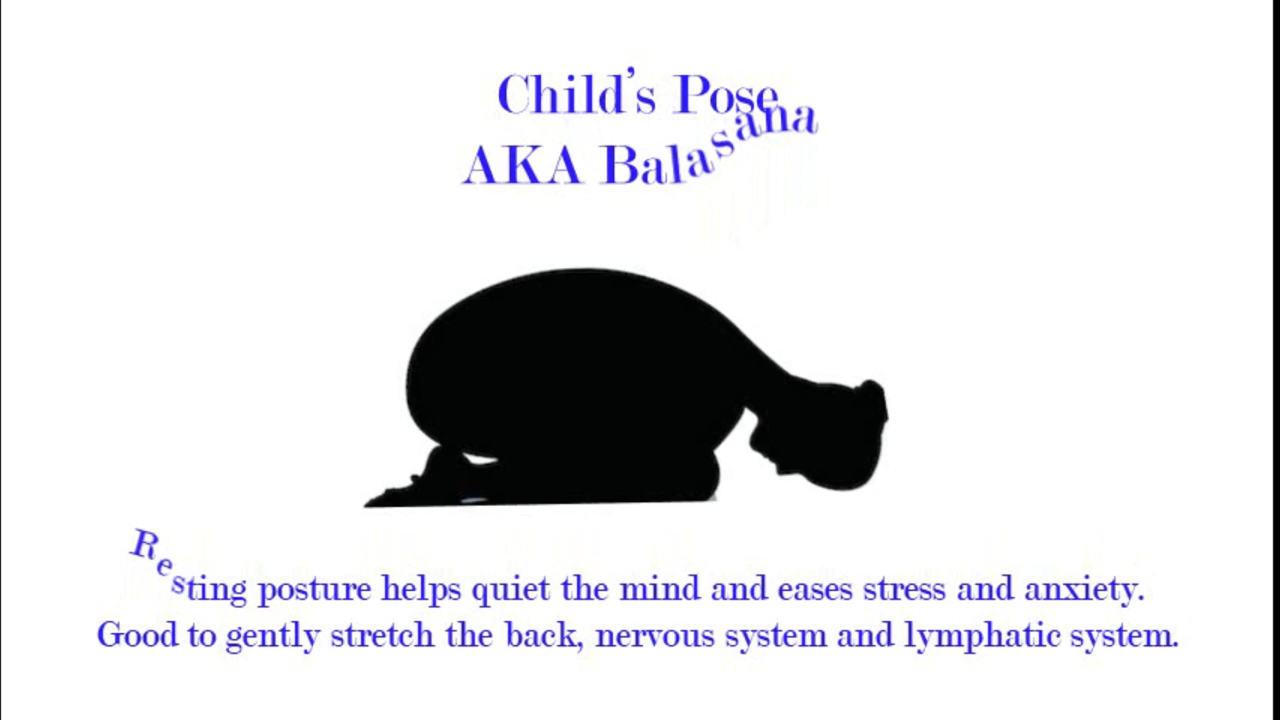 Child's Pose
AKA Balasana
Resting posture helps quiet the mind and eases stress and anxiety.
Good to gently stretch the back, nervous system and lymphatic system.